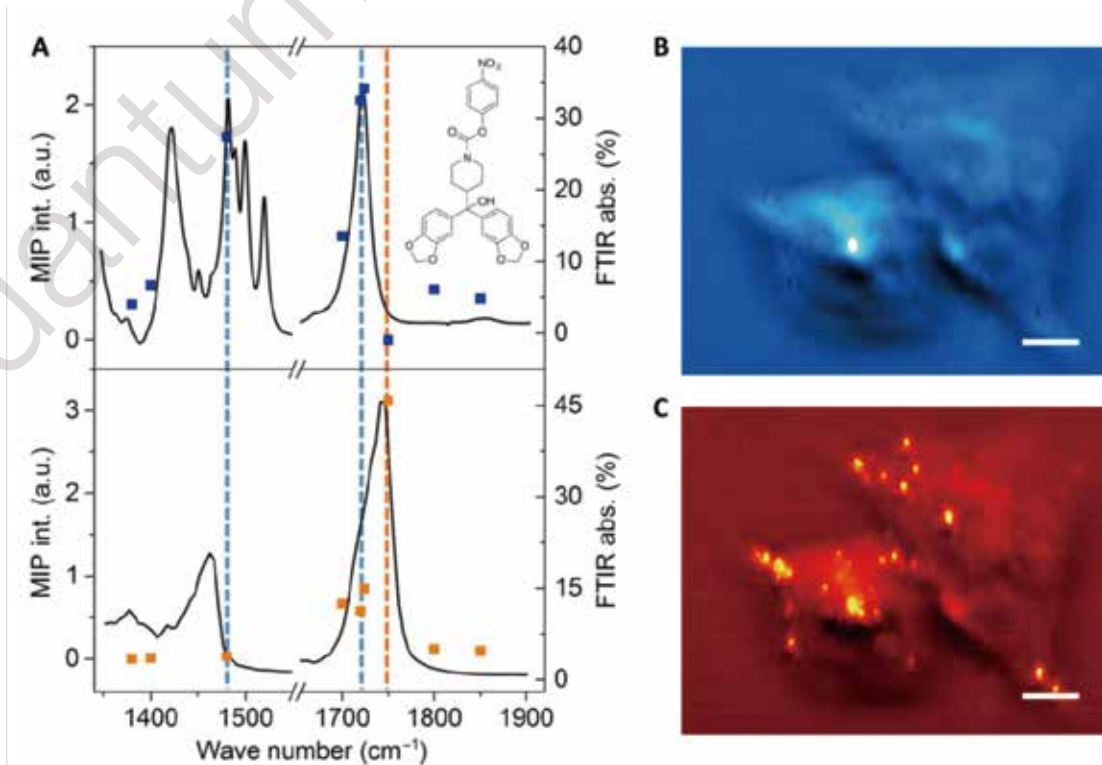 A
B
C
MIP int. (a.u.)
2
1
0
FTIR abs. (%)
40
30
20
10
0
NO₂
O
O
N
OH
O
O
O
O
MIP int. (a.u.)
3
2
1
0
FTIR abs. (%)
45
30
15
0
1400
1500
1700
1800
1900
Wave number (cm⁻¹)